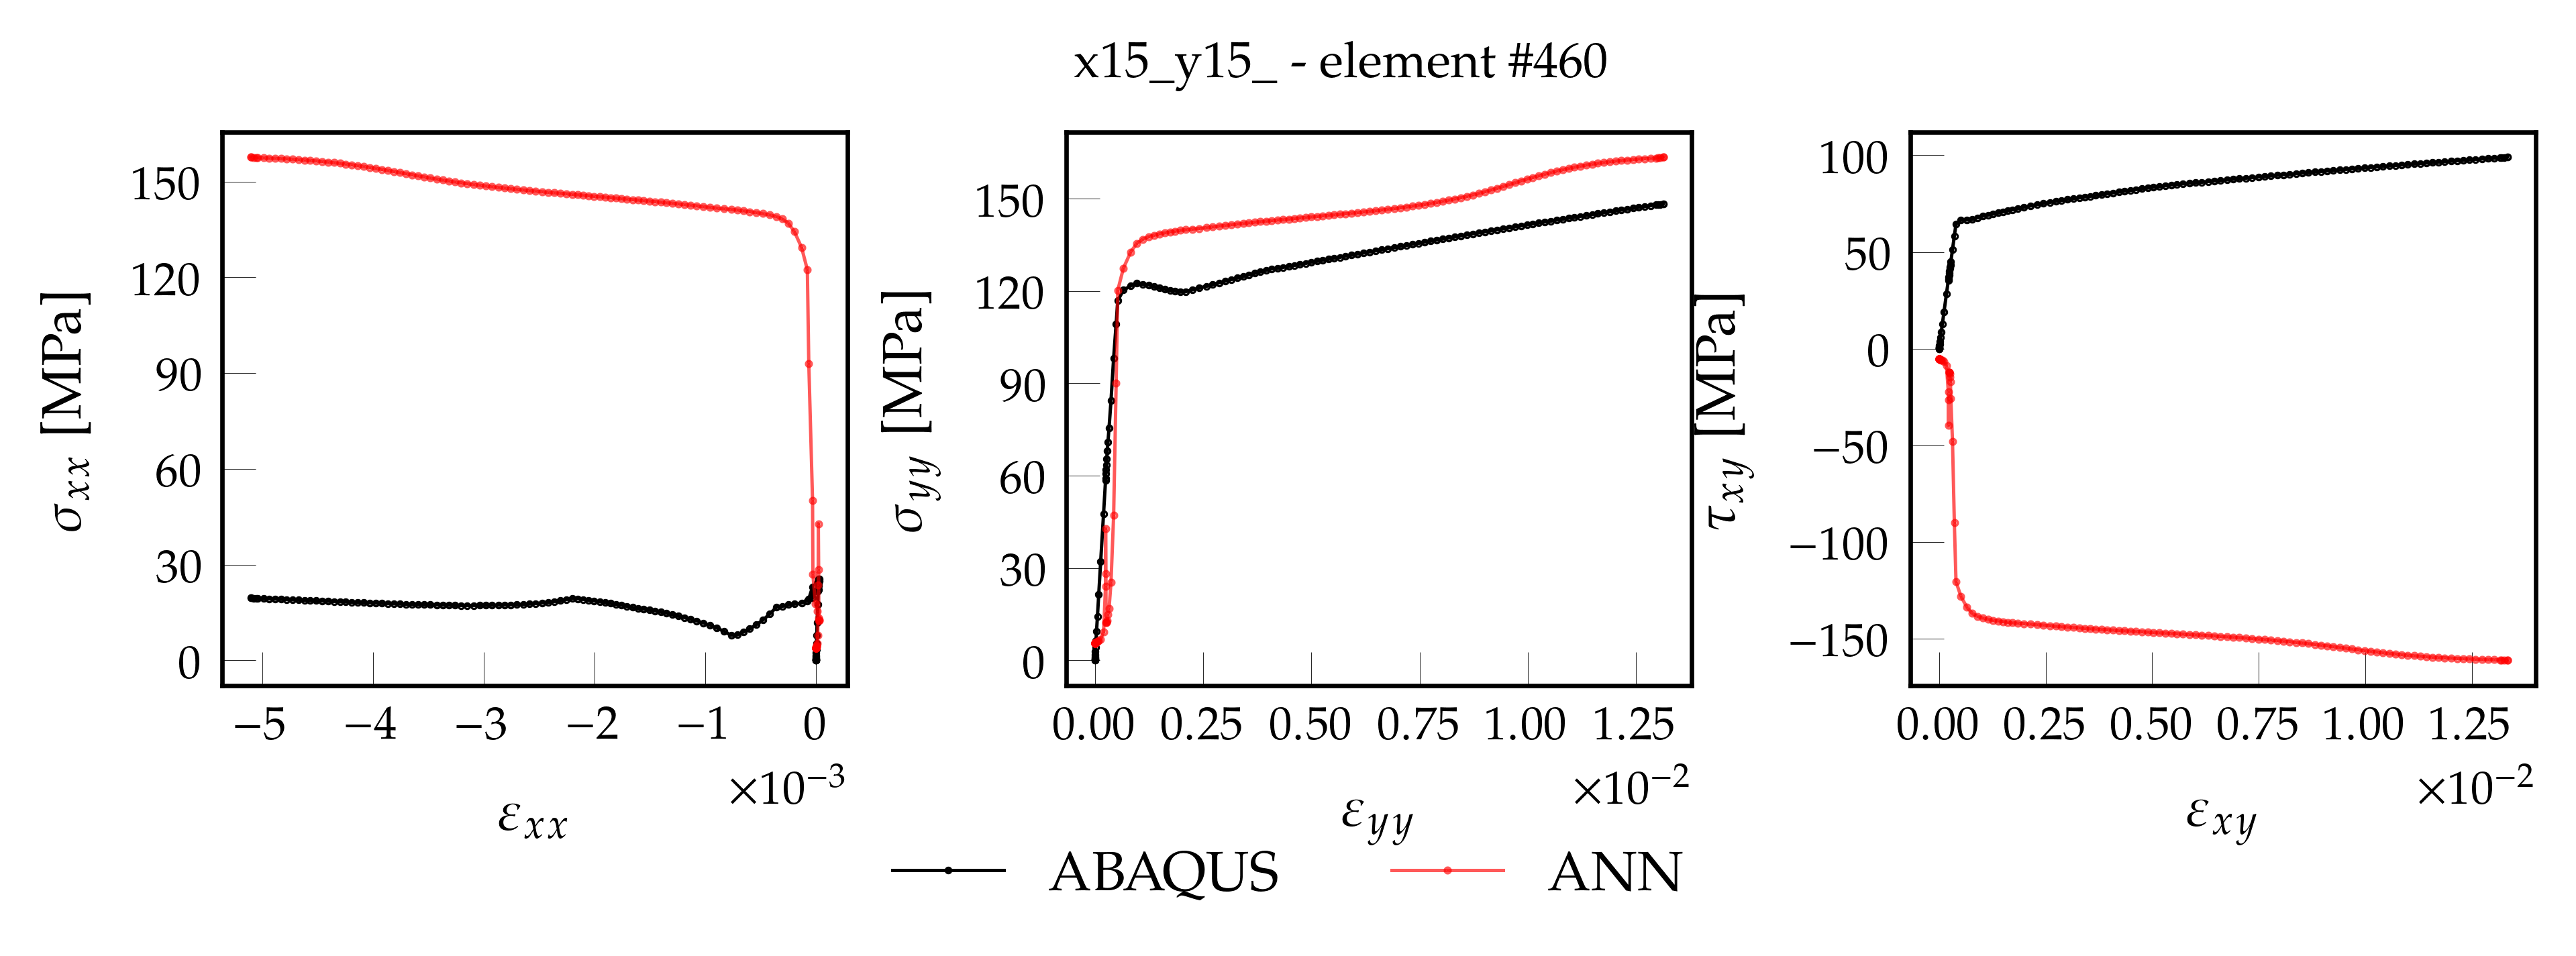 x15_y15_ - element #460
σxx [MPa]
150
120
90
60
30
0
−5 −4 −3 −2 −1 0
×10⁻³
εxx
σyy [MPa]
150
120
90
60
30
0
0.00 0.25 0.50 0.75 1.00 1.25
×10⁻²
εyy
τxy [MPa]
100
50
0
−50
−100
−150
0.00 0.25 0.50 0.75 1.00 1.25
×10⁻²
εxy
ABAQUS ANN